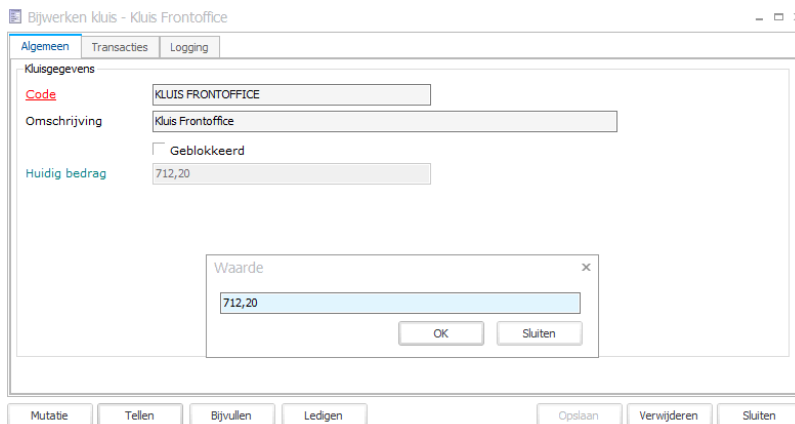 Bijwerken kluis - Kluis Frontoffice
Algemeen Transacties Logging
Kluisgegevens
Code KLUIS FRONTOFFICE
Omschrijving Kluis Frontoffice
Geblokkeerd
Huidig bedrag 712,20
Waarde
712,20
OK Sluiten
Mutatie Tellen Bijvullen Ledigen Opslaan Verwijderen Sluiten